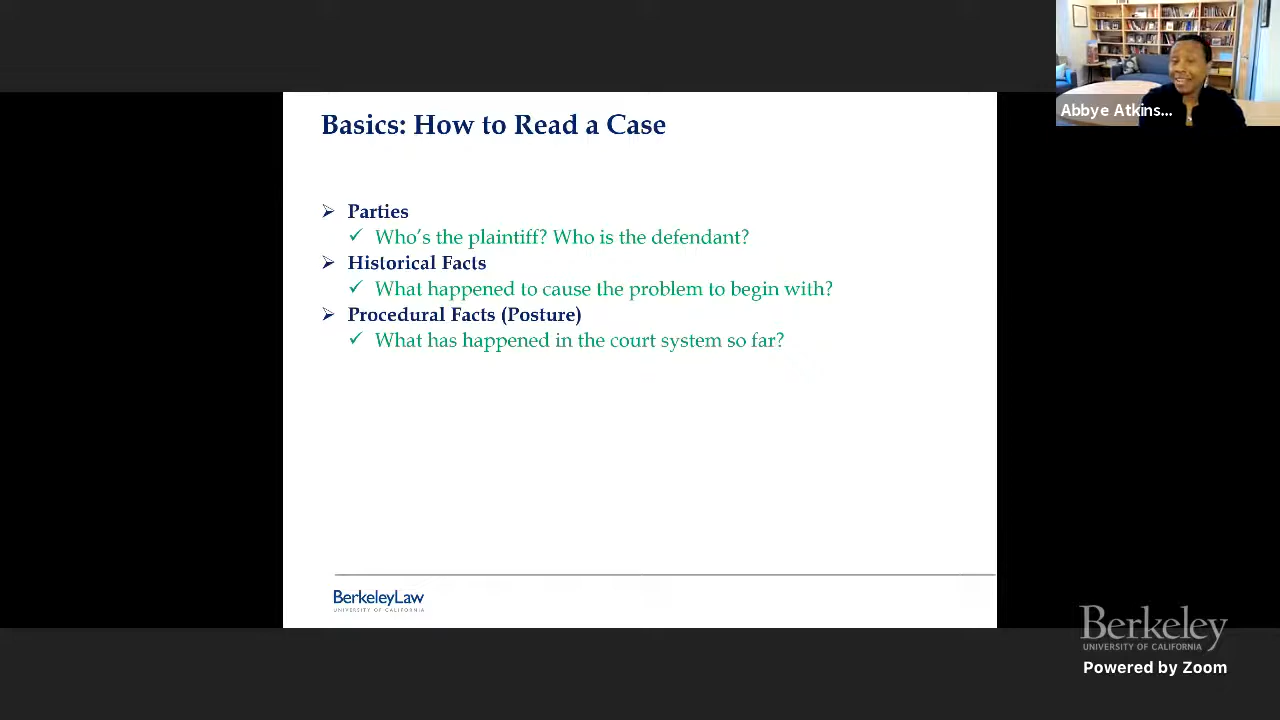 Basics: How to Read a Case
Abbye Atkins...
➢ Parties
✓ Who's the plaintiff? Who is the defendant?
➢ Historical Facts
✓ What happened to cause the problem to begin with?
➢ Procedural Facts (Posture)
✓ What has happened in the court system so far?
BerkeleyLaw
UNIVERSITY OF CALIFORNIA
Berkeley
UNIVERSITY OF CALIFORNIA
Powered by Zoom